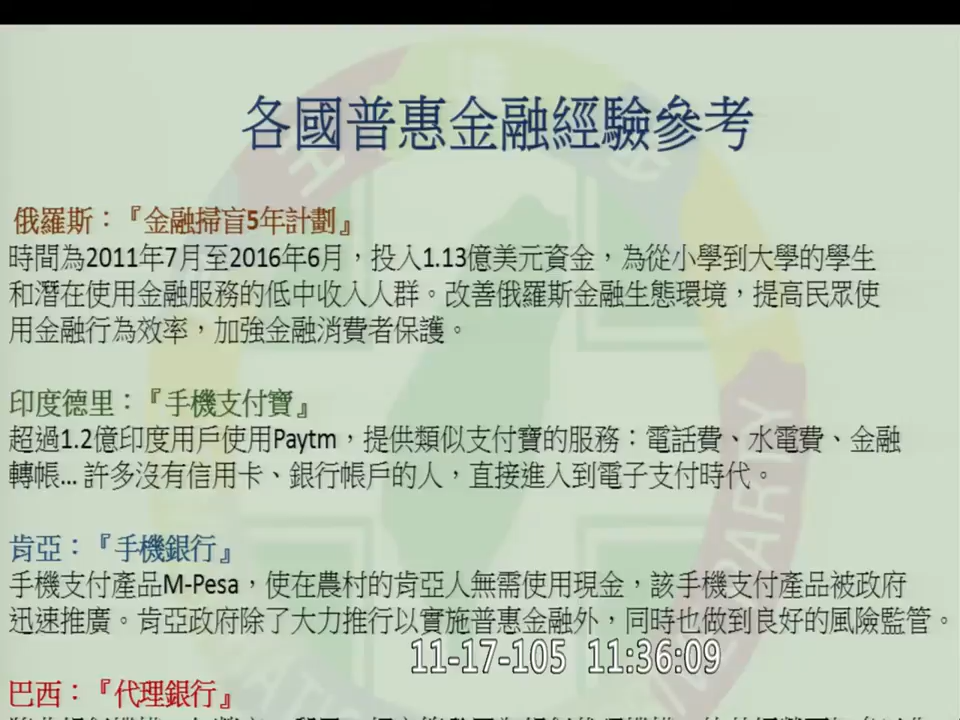 各國普惠金融經驗參考
俄羅斯：『金融掃盲5年計劃』
時間為2011年7月至2016年6月，投入1.13億美元資金，為從小學到大學的學生
和潛在使用金融服務的低中收入人群。改善俄羅斯金融生態環境，提高民眾使
用金融行為效率，加強金融消費者保護。
印度德里：『手機支付寶』
超過1.2億印度用戶使用Paytm，提供類似支付寶的服務：電話費、水電費、金融
轉帳... 許多沒有信用卡、銀行帳戶的人，直接進入到電子支付時代。
肯亞：『手機銀行』
手機支付產品M-Pesa，使在農村的肯亞人無需使用現金，該手機支付產品被政府
迅速推廣。肯亞政府除了大力推行以實施普惠金融外，同時也做到良好的風險監管。
11-17-105 11:36:09
巴西：『代理銀行』